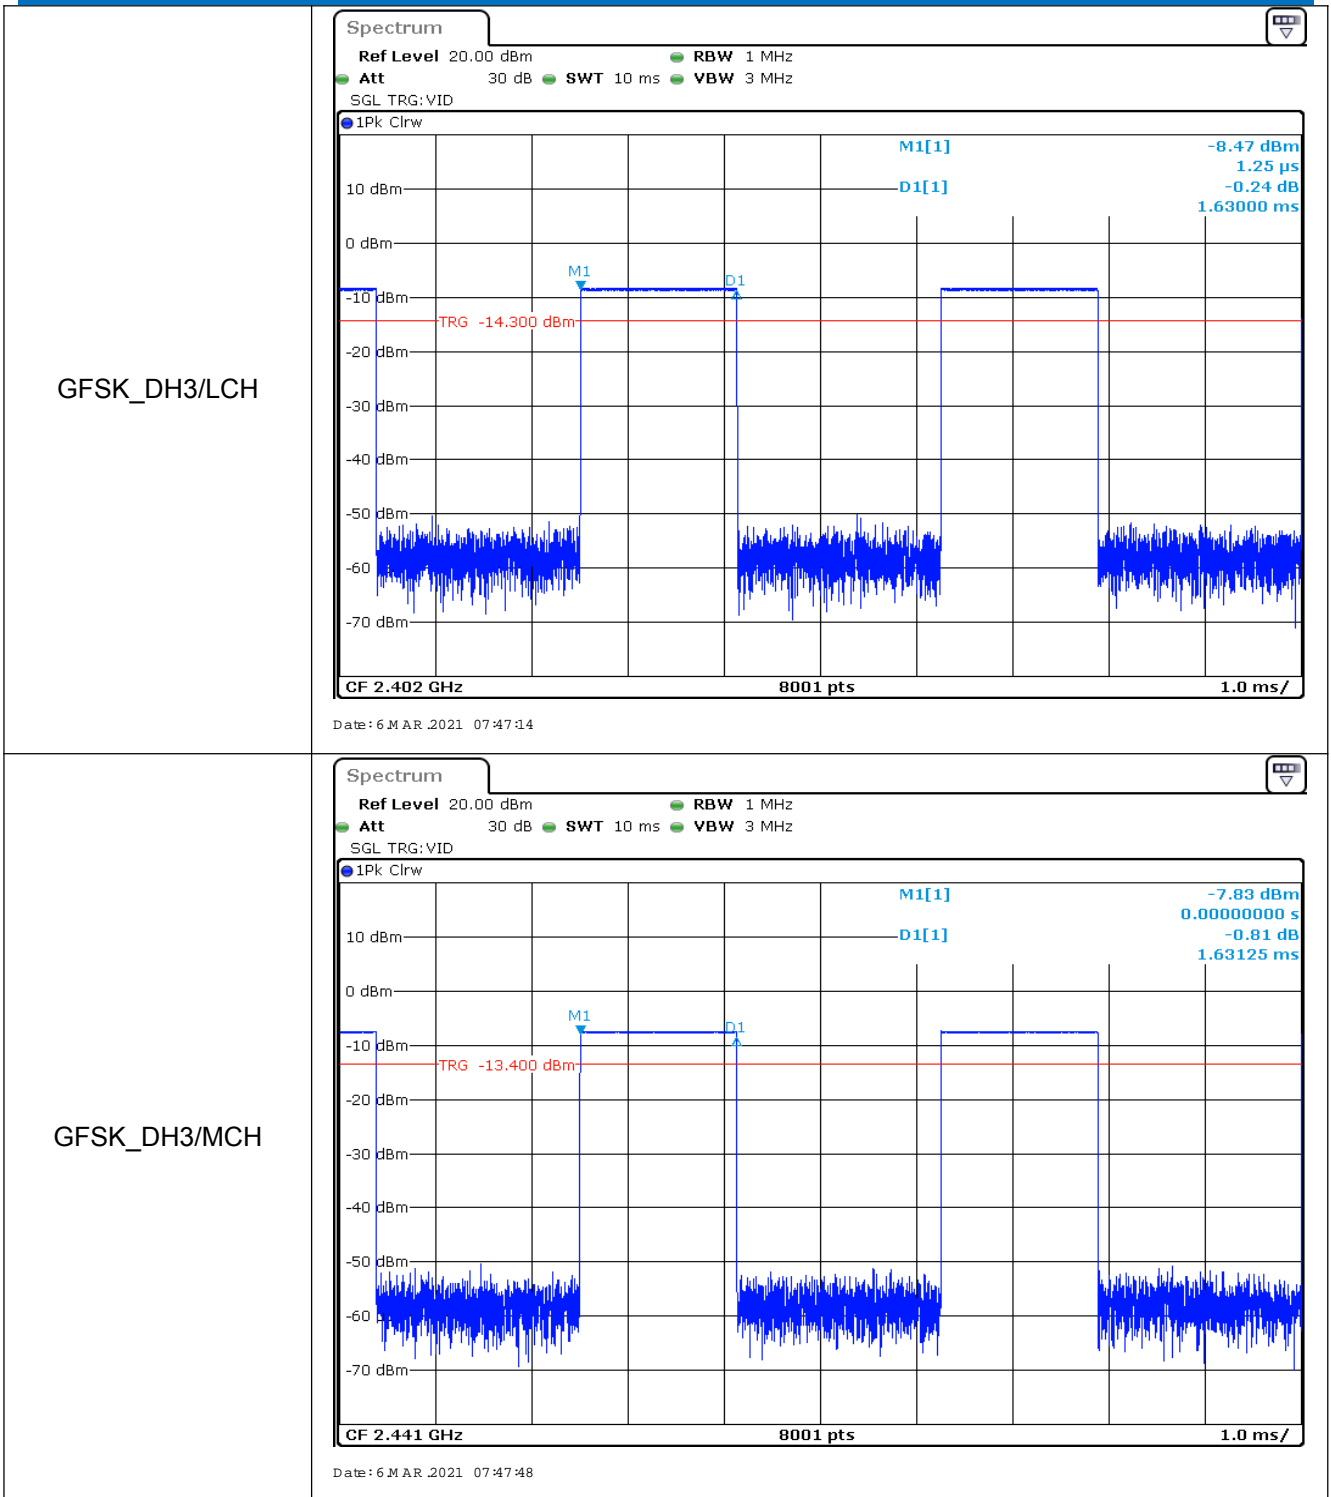 GFSK_DH3/LCH
Spectrum
Ref Level 20.00 dBm RBW 1 MHz
Att 30 dB SWT 10 ms VBW 3 MHz
SGL TRG:VID
1Pk Clrw
M1[1] -8.47 dBm
1.25 µs
10 dBm D1[1] -0.24 dB
1.63000 ms
0 dBm
M1
D1
-10 dBm
TRG -14.300 dBm
-20 dBm
-30 dBm
-40 dBm
-50 dBm
-60
-70 dBm
CF 2.402 GHz 8001 pts 1.0 ms/
Date: 6.MAR.2021 07:47:14
GFSK_DH3/MCH
Spectrum
Ref Level 20.00 dBm RBW 1 MHz
Att 30 dB SWT 10 ms VBW 3 MHz
SGL TRG:VID
1Pk Clrw
M1[1] -7.83 dBm
0.00000000 s
10 dBm D1[1] -0.81 dB
1.63125 ms
0 dBm
M1
D1
-10 dBm
TRG -13.400 dBm
-20 dBm
-30 dBm
-40 dBm
-50 dBm
-60
-70 dBm
CF 2.441 GHz 8001 pts 1.0 ms/
Date: 6.MAR.2021 07:47:48